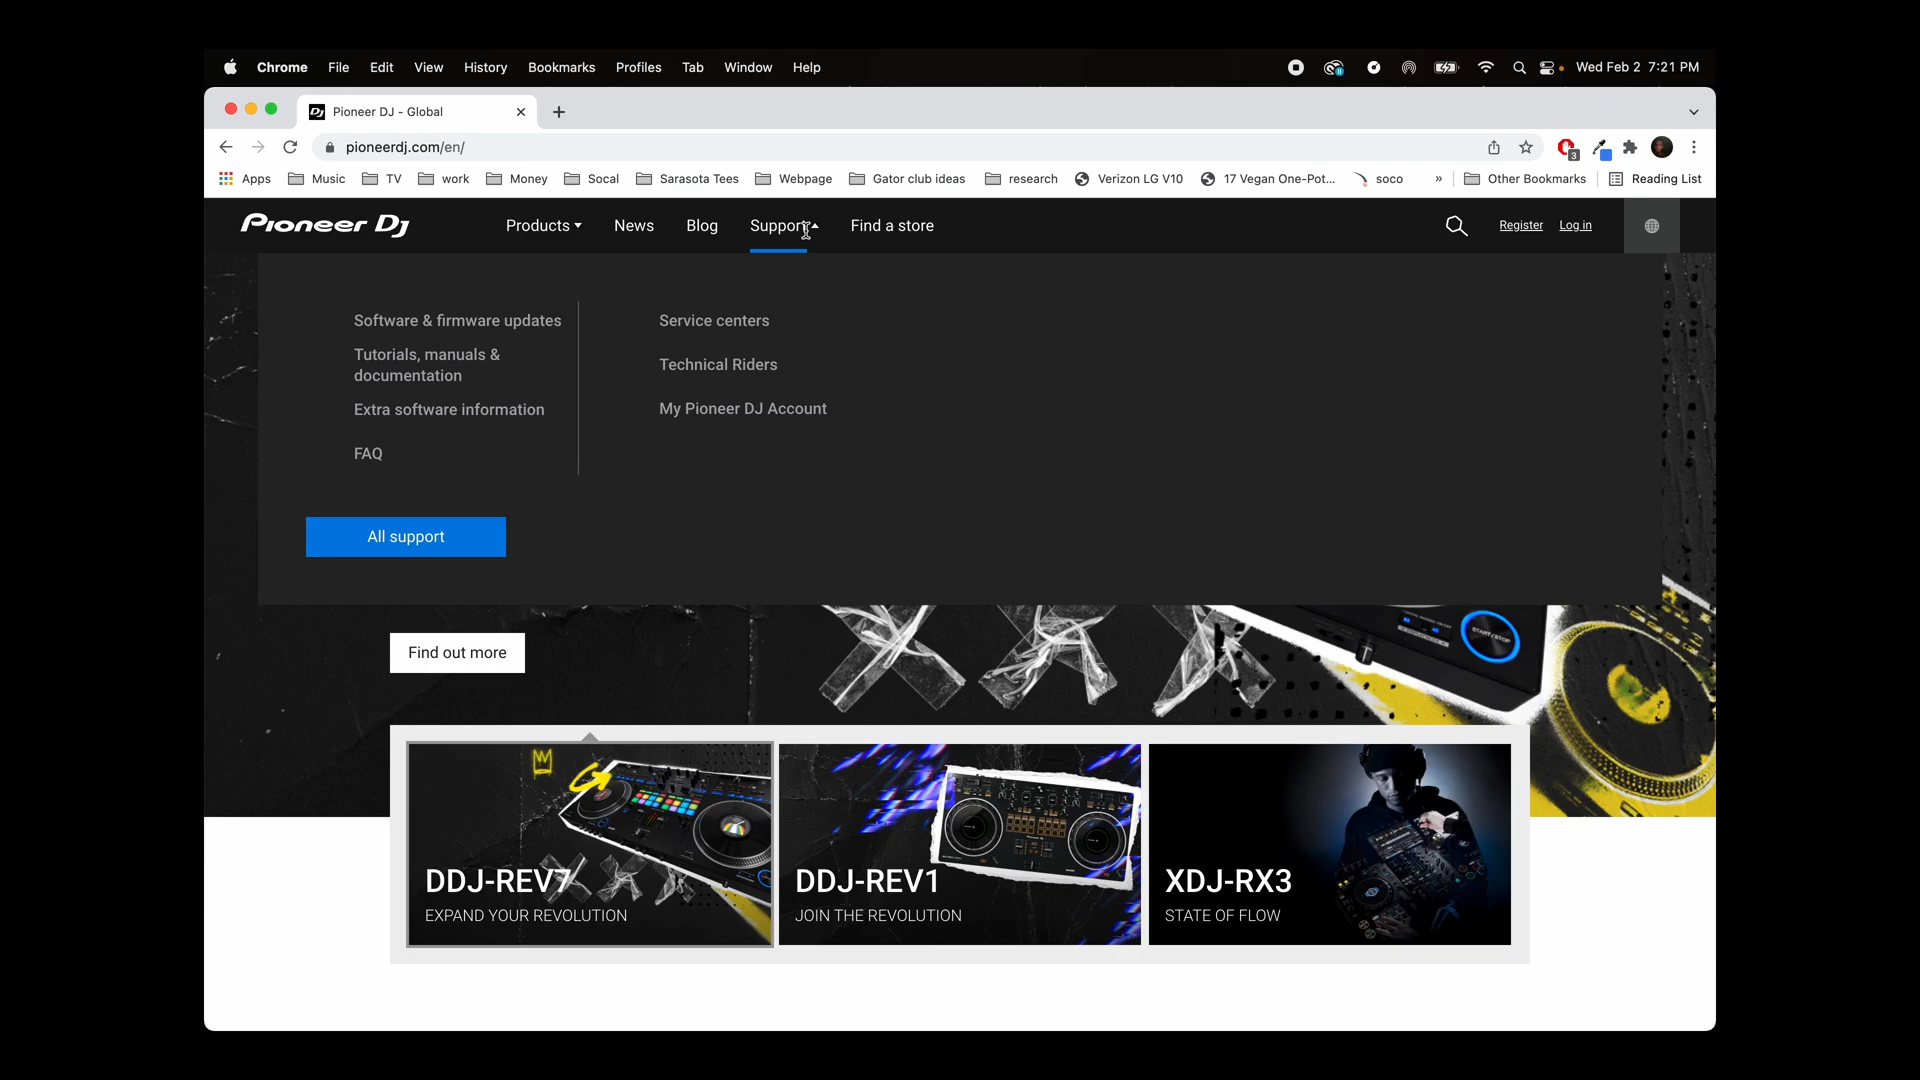 Chrome File Edit View History Bookmarks Profiles Tab Window Help Wed Feb 2 7:21 PM
Pioneer DJ - Global
pioneerdj.com/en/
3
Apps Music TV work Money Socal Sarasota Tees Webpage Gator club ideas research Verizon LG V10 17 Vegan One-Pot... soco » Other Bookmarks Reading List
Pioneer Dj Products News Blog Support Find a store Register Log in
Software & firmware updates
Tutorials, manuals &
documentation
Extra software information
FAQ
Service centers
Technical Riders
My Pioneer DJ Account
All support
Find out more
START/STOP
DDJ-REV7
EXPAND YOUR REVOLUTION
DDJ-REV1
JOIN THE REVOLUTION
XDJ-RX3
STATE OF FLOW